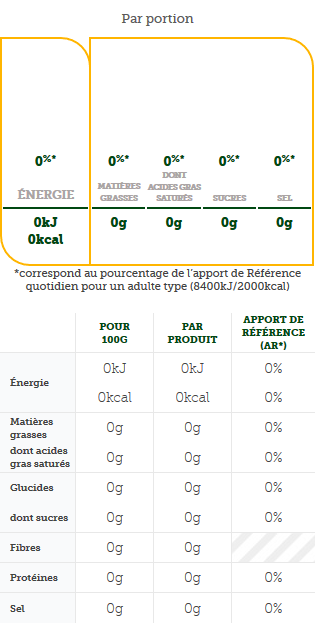 Par portion
0%* 0%* 0%* 0%* 0%*
ÉNERGIE MATIÈRES GRASSES DONT ACIDES GRAS SATURÉS SUCRES SEL
0kJ 0g 0g 0g 0g
0kcal
*correspond au pourcentage de l'apport de Référence
quotidien pour un adulte type (8400kJ/2000kcal)
POUR 100G PAR PRODUIT APPORT DE RÉFÉRENCE (AR*)
Énergie 0kJ 0kJ 0%
0kcal 0kcal 0%
Matières grasses 0g 0g 0%
dont acides gras saturés 0g 0g 0%
Glucides 0g 0g 0%
dont sucres 0g 0g 0%
Fibres 0g 0g
Protéines 0g 0g 0%
Sel 0g 0g 0%